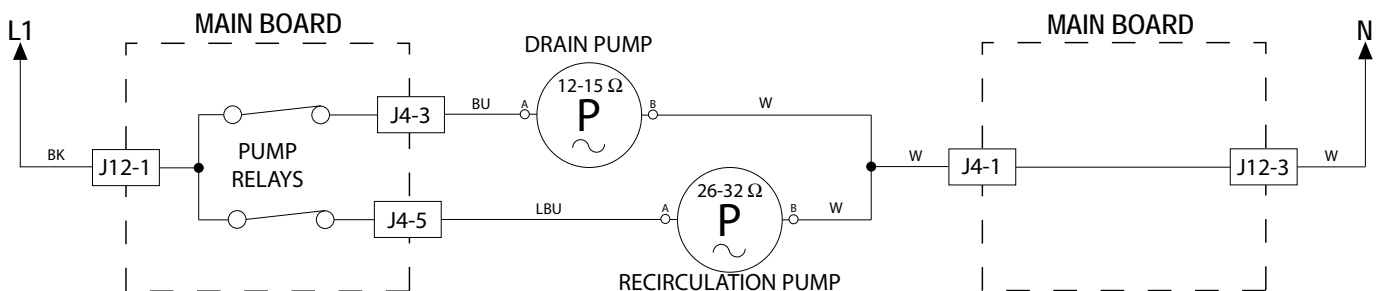 L1
MAIN BOARD
DRAIN PUMP
MAIN BOARD
N
12-15 Ω
P
A
B
BU
W
J4-3
BK
J12-1
PUMP
RELAYS
W
J4-1
J12-3
W
26-32 Ω
P
A
B
LBU
W
J4-5
RECIRCULATION PUMP